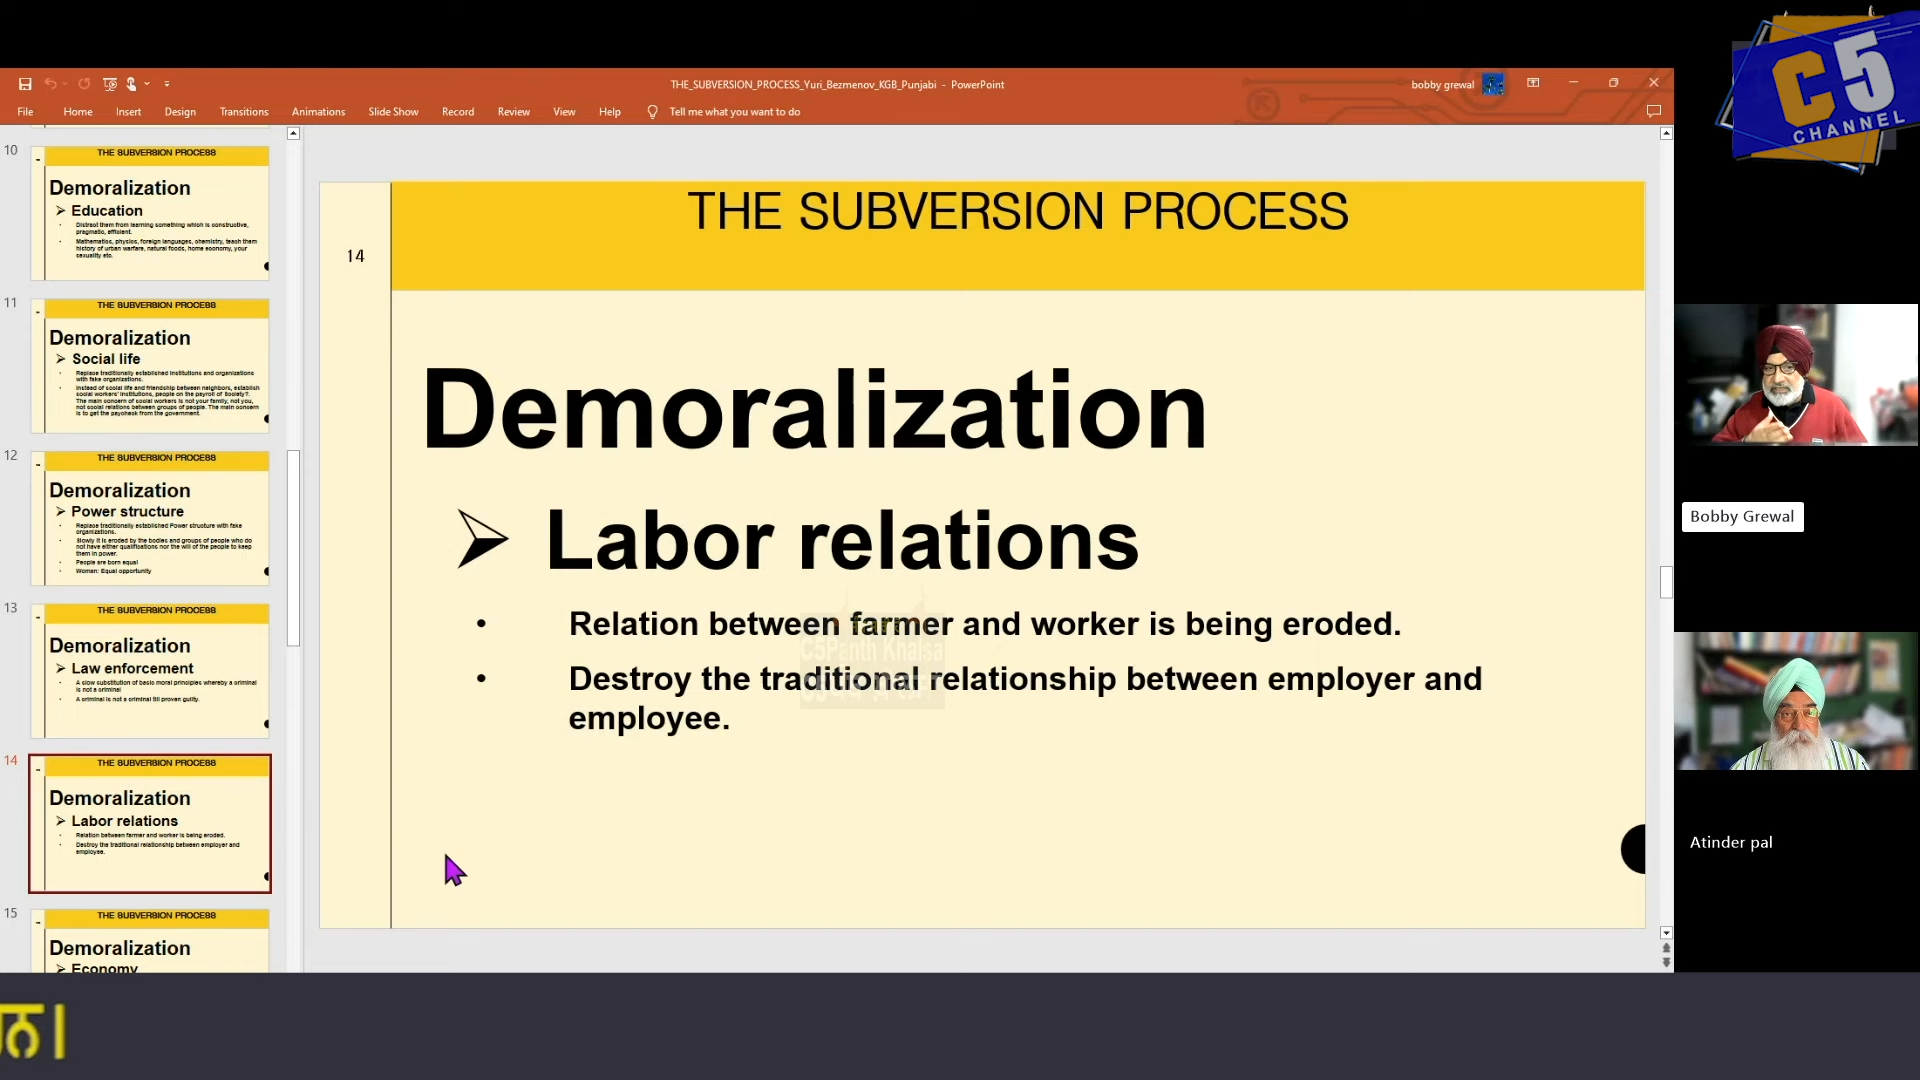 THE_SUBVERSION_PROCESS_Yuri_Bezmenov_KGB_Punjabi - PowerPoint
bobby grewal
File Home Insert Design Transitions Animations Slide Show Record Review View Help Tell me what you want to do
C5
CHANNEL
10
THE SUBVERSION PROCESS
Demoralization
➢ Education
• Distract them from learning something which is constructive,
pragmatic, efficient.
• Mathematics, physics, foreign languages, chemistry, teach them
history of urban warfare, natural foods, home economy, your
sexuality etc.
11
THE SUBVERSION PROCESS
Demoralization
➢ Social life
• Replace traditionally established institutions and organizations
with fake organizations.
• Instead of social life and friendship between neighbors, establish
social workers' institutions, people on the payroll of society?.
The main concern of social workers is not your family, not you,
not social relations between groups of people. The main concern
is to get the paycheck from the government.
12
THE SUBVERSION PROCESS
Demoralization
➢ Power structure
• Replace traditionally established Power structure with fake
organizations.
• Slowly it is eroded by the bodies and groups of people who do
not have either qualifications nor the will of the people to keep
them in power.
• People are born equal
• Woman: Equal opportunity
13
THE SUBVERSION PROCESS
Demoralization
➢ Law enforcement
• A slow substitution of basic moral principles whereby a criminal
is not a criminal
• A criminal is not a criminal till proven guilty.
14
THE SUBVERSION PROCESS
Demoralization
➢ Labor relations
• Relation between farmer and worker is being eroded.
• Destroy the traditional relationship between employer and
employee.
15
THE SUBVERSION PROCESS
Demoralization
➢ Economy
THE SUBVERSION PROCESS
14
Demoralization
➢ Labor relations
• Relation between farmer and worker is being eroded.
• Destroy the traditional relationship between employer and
employee.
C5Panth Khalsa
Bobby Grewal
Atinder pal